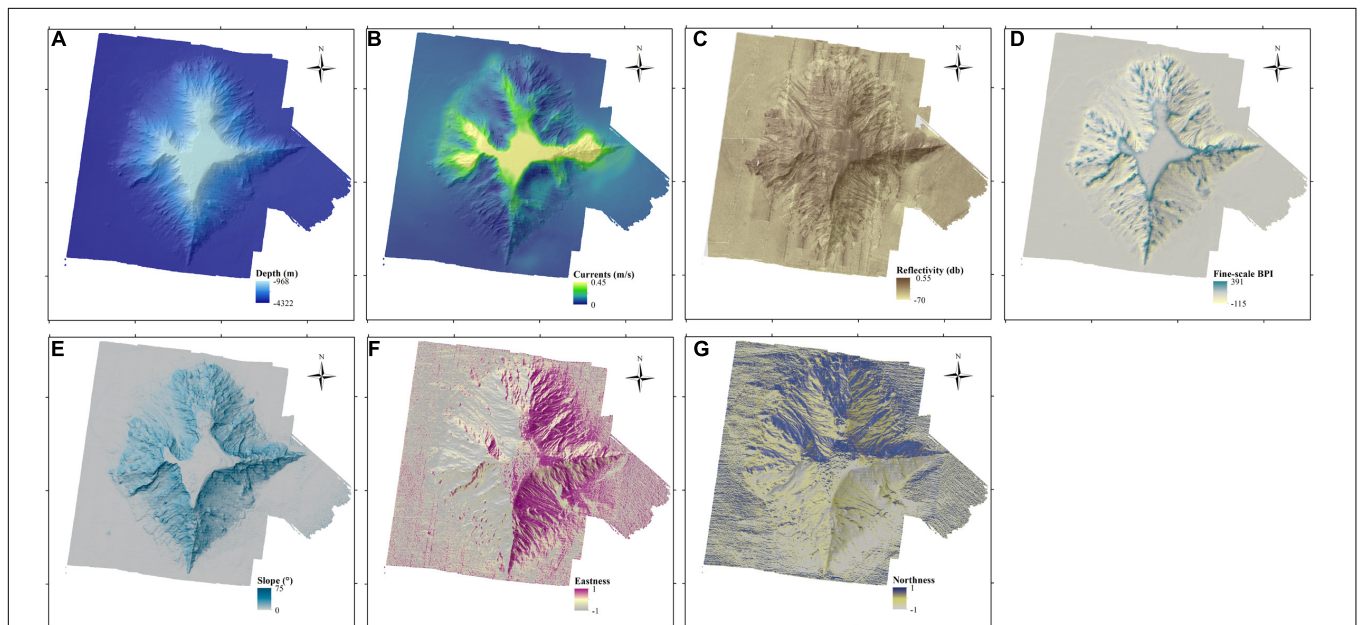 A
N
Depth (m)
-968
-4322
B
N
Currents (m/s)
0.45
0
C
N
Reflectivity (db)
0.55
-70
D
N
Fine-scale BPI
391
-115
E
N
Slope (°)
75
0
F
N
Eastness
1
-1
G
N
Northness
1
-1